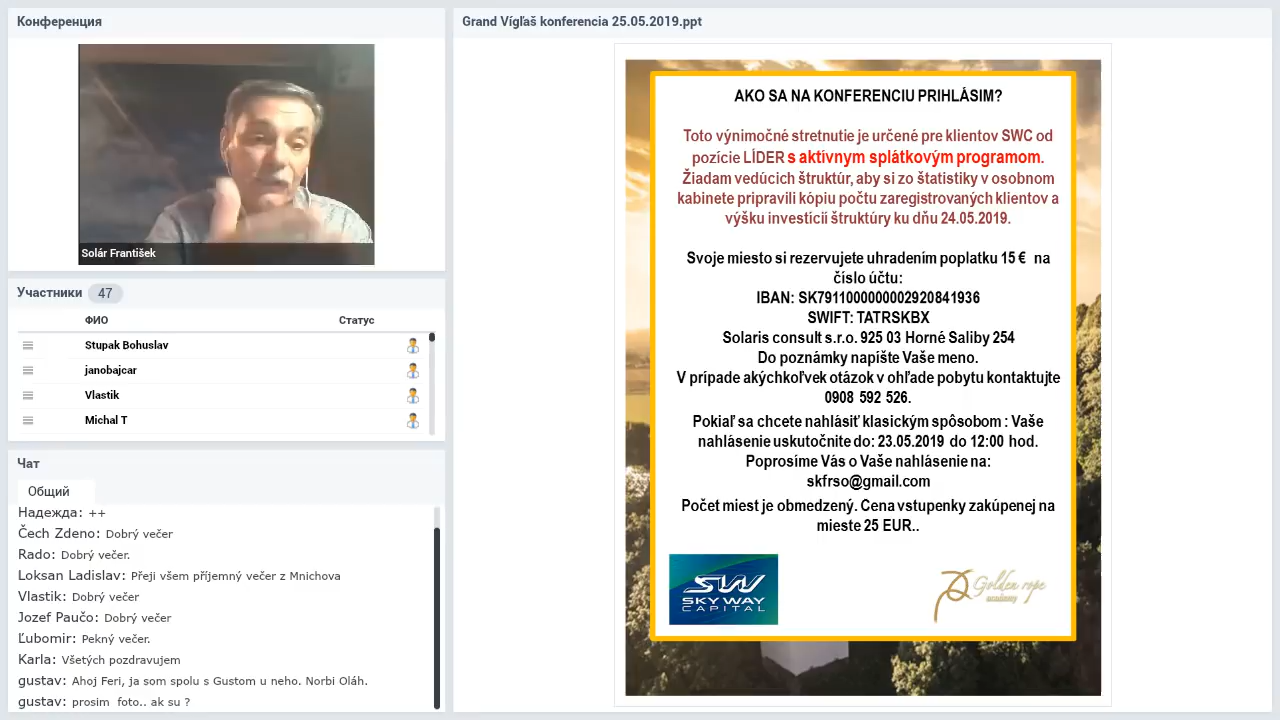 Конференция
Solár František
Участники 47
ФИО Статус
Stupak Bohuslav
janobajcar
Vlastik
Michal T
Чат
Общий
Надежда: ++
Čech Zdeno: Dobrý večer
Rado: Dobrý večer.
Loksan Ladislav: Přeji všem příjemný večer z Mnichova
Vlastik: Dobrý večer
Jozef Paučo: Dobrý večer
Ľubomir: Pekný večer.
Karla: Všetých pozdravujem
gustav: Ahoj Feri, ja som spolu s Gustom u neho. Norbi Oláh.
gustav: prosim foto.. ak su ?
Grand Vígľaš konferencia 25.05.2019.ppt
AKO SA NA KONFERENCIU PRIHLÁSIM?
Toto výnimočné stretnutie je určené pre klientov SWC od
pozície LÍDER s aktívnym splátkovým programom.
Žiadam vedúcich štruktúr, aby si zo štatistiky v osobnom
kabinete pripravili kópiu počtu zaregistrovaných klientov a
výšku investícií štruktúry ku dňu 24.05.2019.
Svoje miesto si rezervujete uhradením poplatku 15 € na
číslo účtu:
IBAN: SK7911000000002920841936
SWIFT: TATRSKBX
Solaris consult s.r.o. 925 03 Horné Saliby 254
Do poznámky napíšte Vaše meno.
V prípade akýchkoľvek otázok v ohľade pobytu kontaktujte
0908 592 526.
Pokiaľ sa chcete nahlásiť klasickým spôsobom : Vaše
nahlásenie uskutočnite do: 23.05.2019 do 12:00 hod.
Poprosíme Vás o Vaše nahlásenie na:
skfrso@gmail.com
Počet miest je obmedzený. Cena vstupenky zakúpenej na
mieste 25 EUR..
SW
SKY WAY
CAPITAL
Golden rope
academy